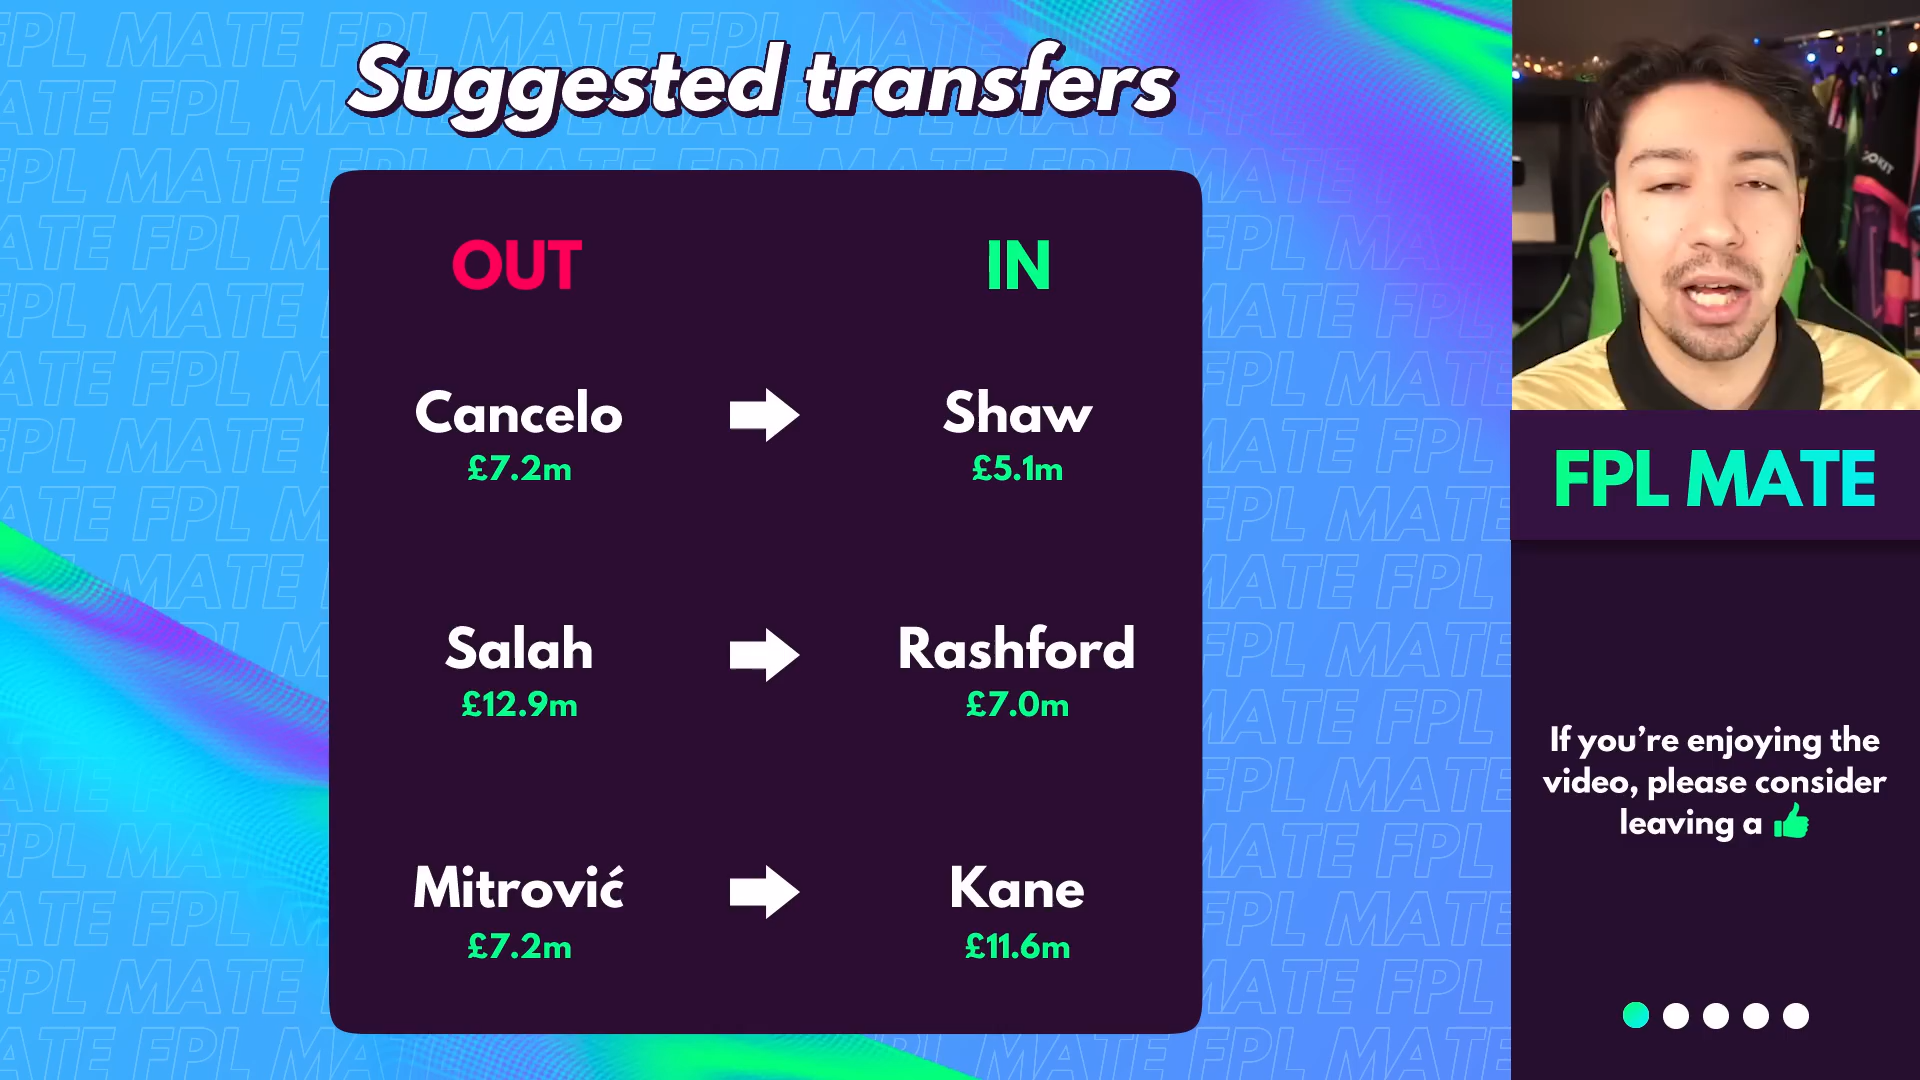 Suggested transfers
OUT
IN
Cancelo
Shaw
£7.2m
£5.1m
Salah
Rashford
£12.9m
£7.0m
Mitrović
Kane
£7.2m
£11.6m
FPL MATE
If you’re enjoying the
video, please consider
leaving a 👍